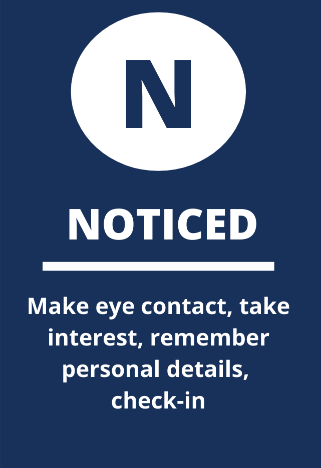 N
NOTICED
Make eye contact, take
interest, remember
personal details,
check-in